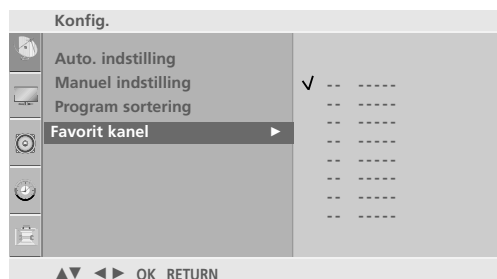 Konfig.
Auto. indstilling
Manuel indstilling
Program sortering
Favorit kanel ►
✓ -- -----
-- -----
-- -----
-- -----
-- -----
-- -----
-- -----
-- -----
▲▼ ◄► OK RETURN